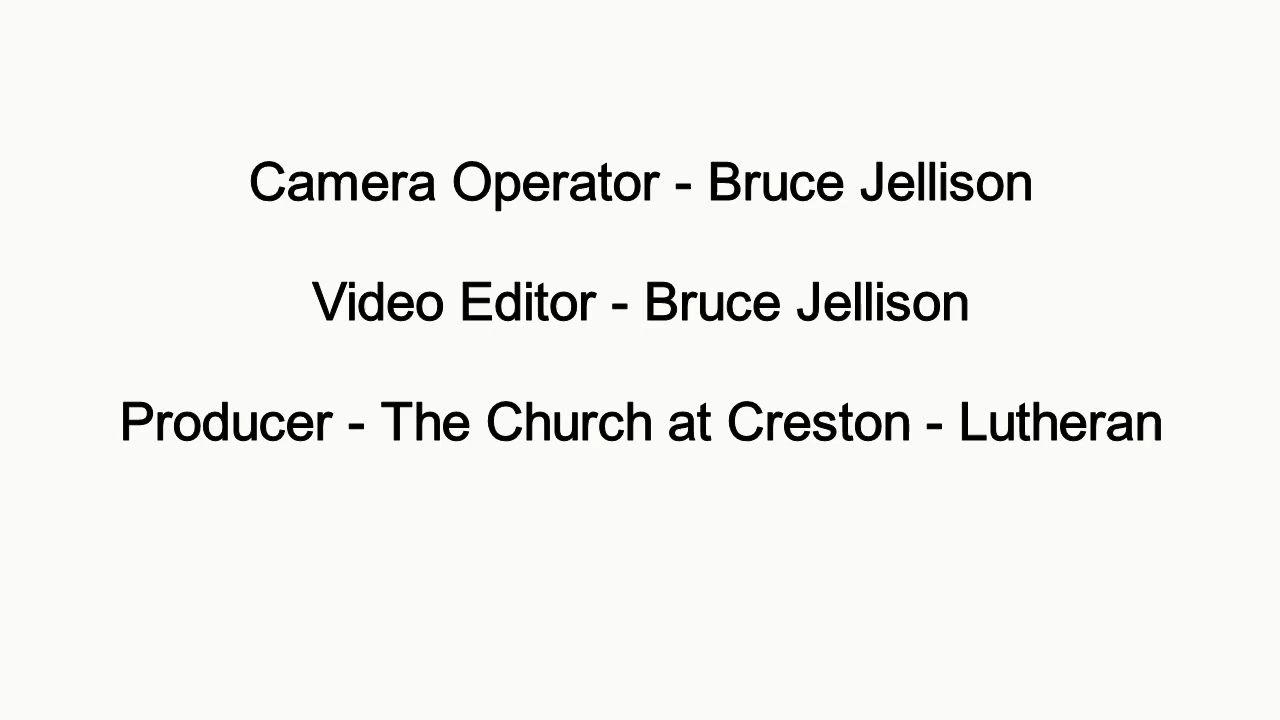 Camera Operator - Bruce Jellison
Video Editor - Bruce Jellison
Producer - The Church at Creston - Lutheran